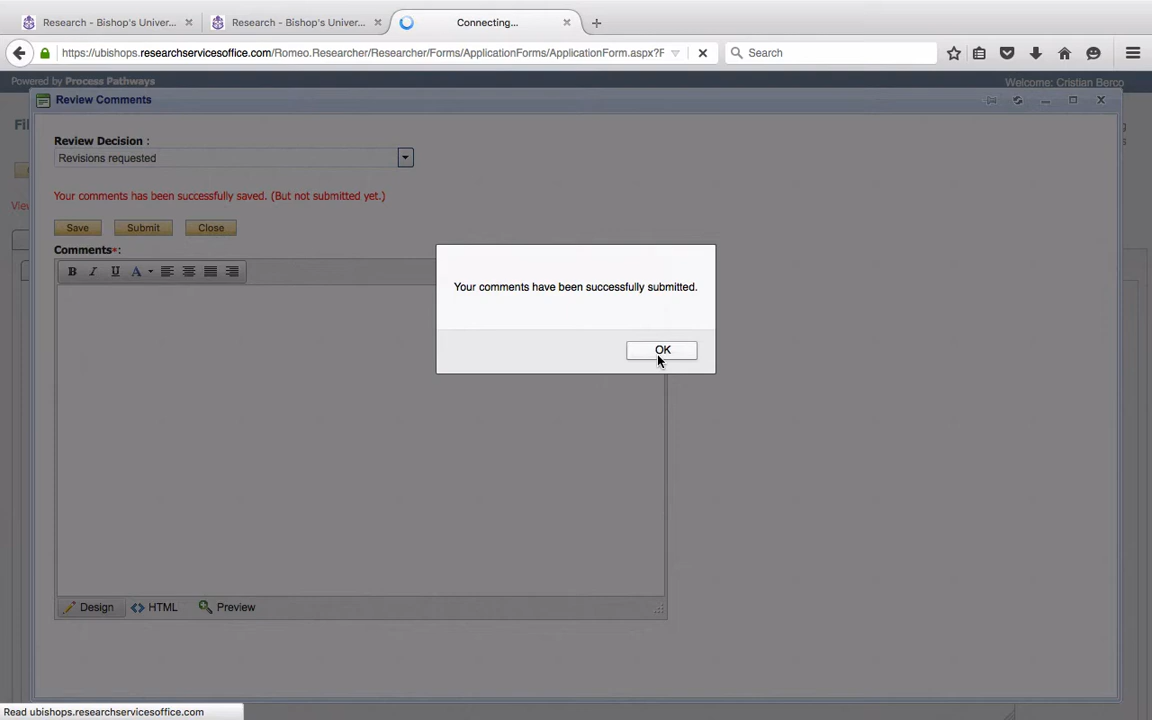 Research - Bishop's Univer...
Research - Bishop's Univer...
Connecting...
https://ubishops.researchservicesoffice.com/Romeo.Researcher/Researcher/Forms/ApplicationForms/ApplicationForm.aspx?F
Search
Powered by Process Pathways
Welcome: Cristian Berco
Review Comments
Fil
Review Decision :
Revisions requested
Your comments has been successfully saved. (But not submitted yet.)
Vie
Save Submit Close
Comments*:
B I U A
Your comments have been successfully submitted.
OK
Design HTML Preview
Read ubishops.researchservicesoffice.com